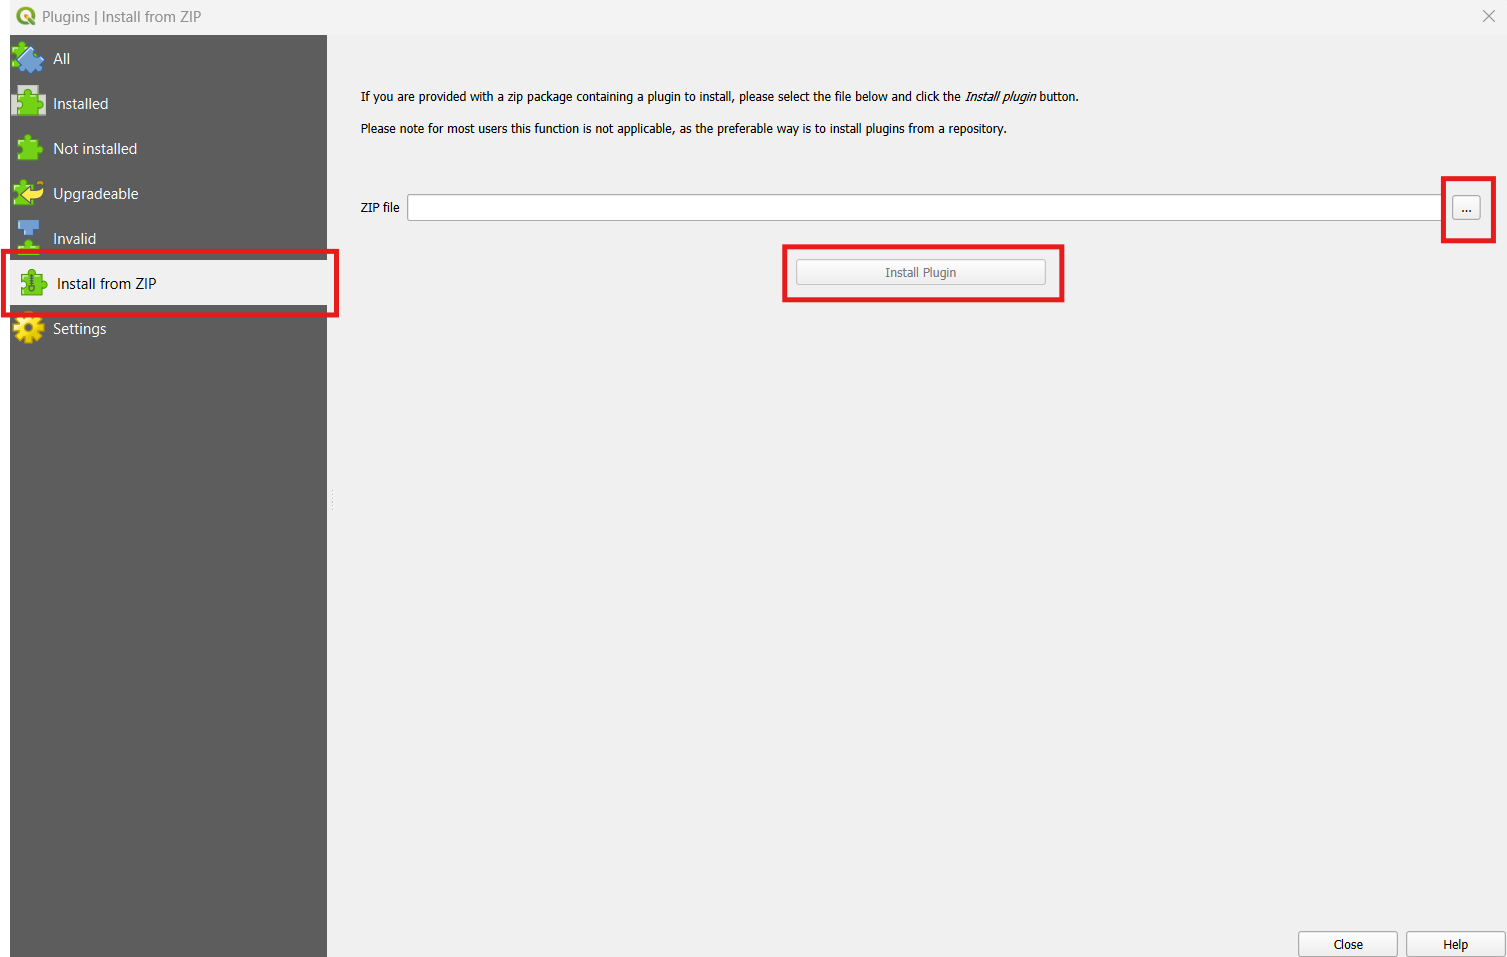 Plugins | Install from ZIP
All
Installed
Not installed
Upgradeable
Invalid
Install from ZIP
Settings
If you are provided with a zip package containing a plugin to install, please select the file below and click the Install plugin button.
Please note for most users this function is not applicable, as the preferable way is to install plugins from a repository.
ZIP file
...
Install Plugin
Close
Help